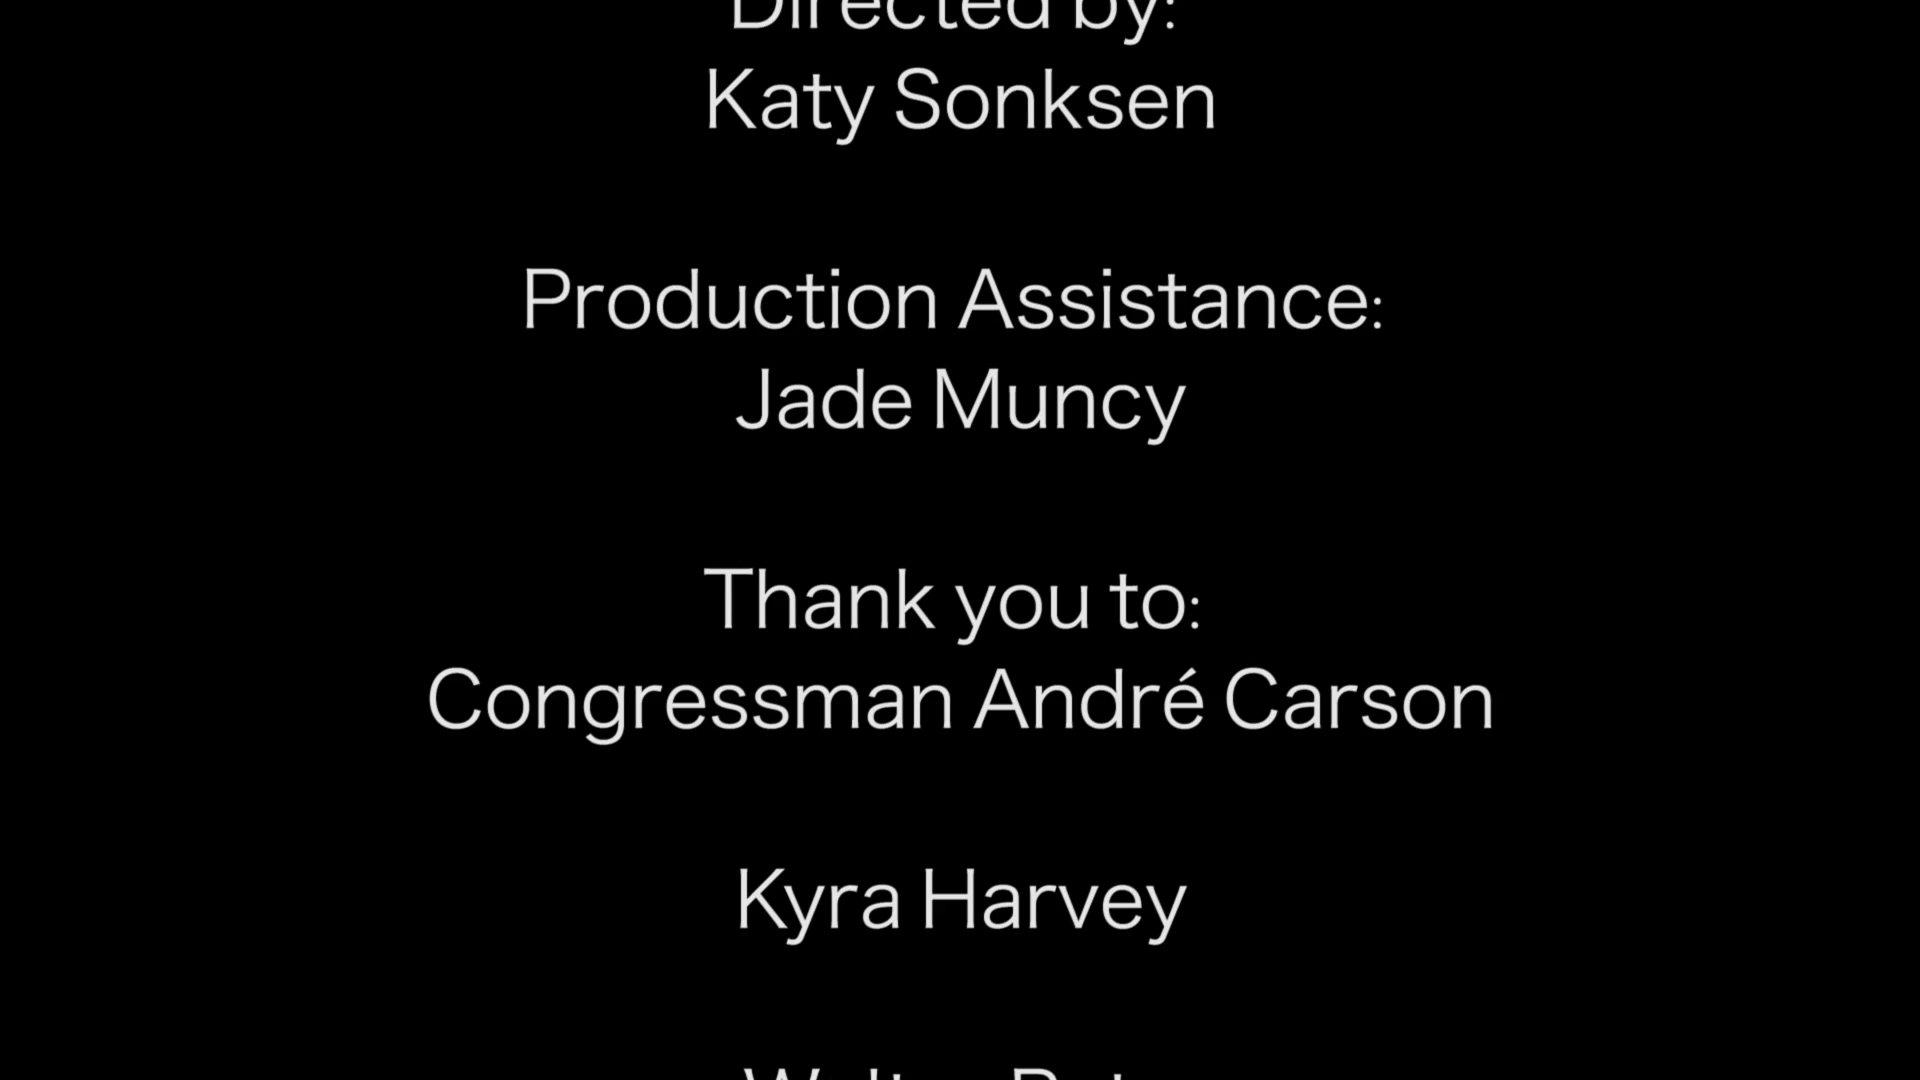 Directed by:
Katy Sonksen
Production Assistance:
Jade Muncy
Thank you to:
Congressman André Carson
Kyra Harvey